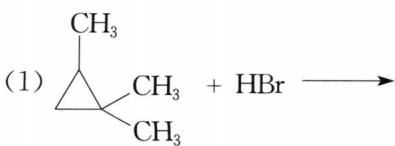 CH₃
(1)
CH₃ + HBr ⟶
CH₃